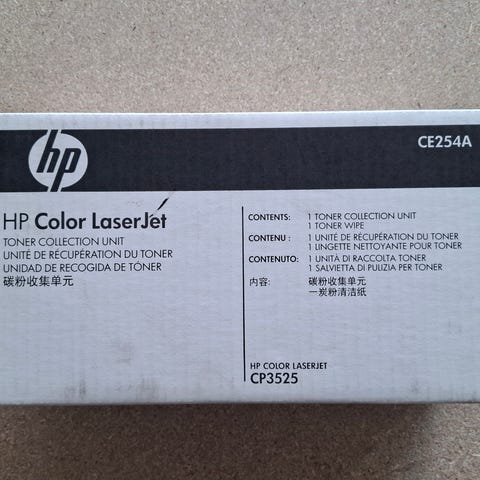 hp
CE254A
HP Color LaserJet
TONER COLLECTION UNIT
UNITÉ DE RÉCUPÉRATION DU TONER
UNIDAD DE RECOGIDA DE TÓNER
碳粉收集单元
CONTENTS: 1 TONER COLLECTION UNIT
1 TONER WIPE
CONTENU : 1 UNITÉ DE RÉCUPÉRATION DU TONER
1 LINGETTE NETTOYANTE POUR TONER
CONTENUTO: 1 UNITÀ DI RACCOLTA TONER
1 SALVIETTA DI PULIZIA PER TONER
内容: 碳粉收集单元
一炭粉清洁纸
HP COLOR LASERJET
CP3525